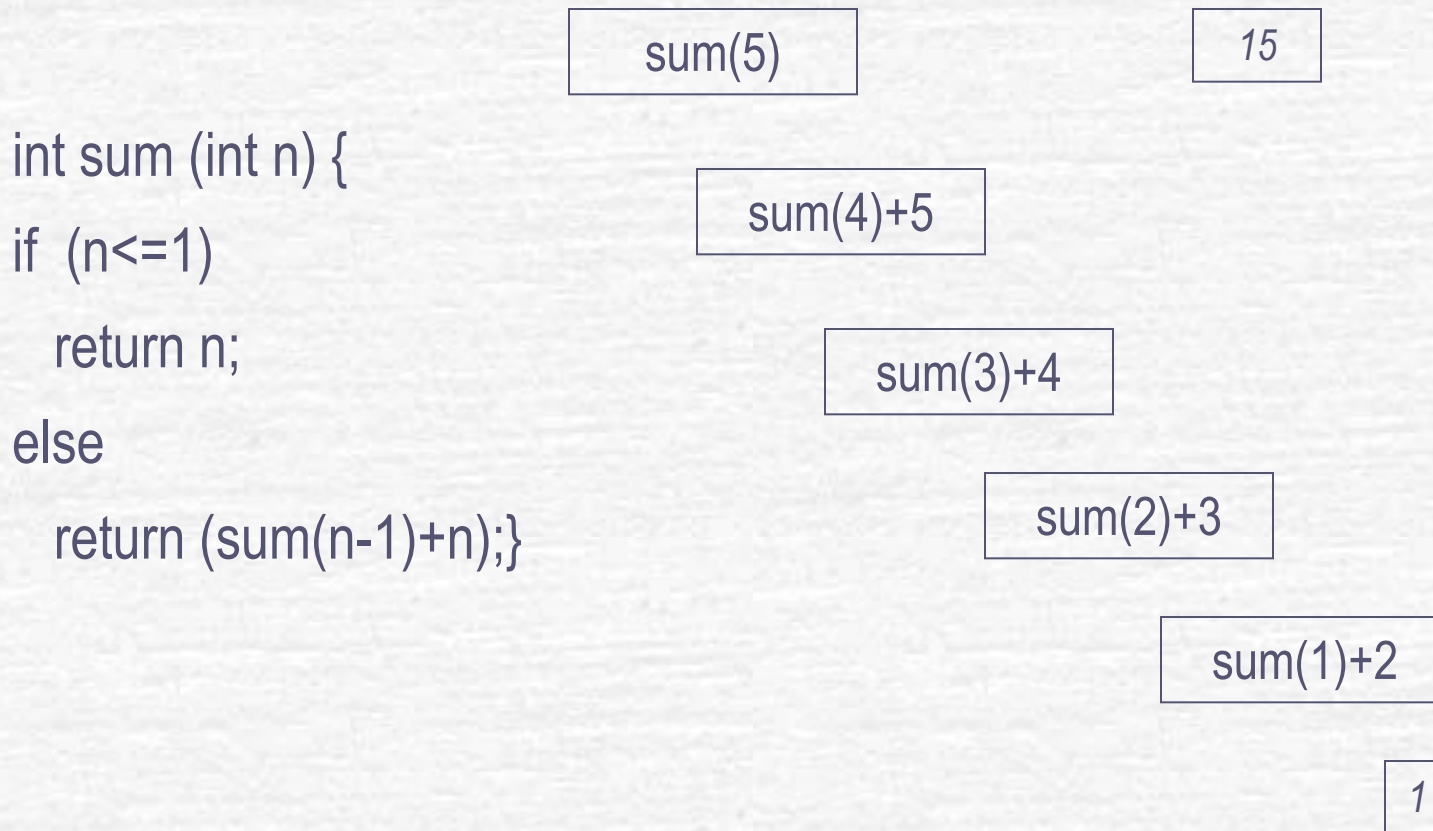 sum(5)
15
int sum (int n) {
sum(4)+5
if (n<=1)
return n;
sum(3)+4
else
sum(2)+3
return (sum(n-1)+n);}
sum(1)+2
1